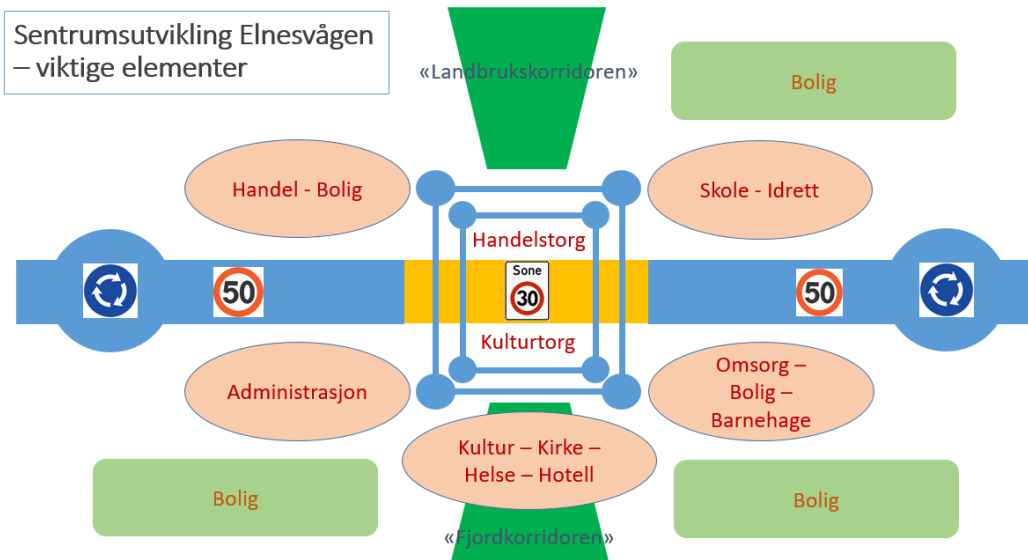 Sentrumsutvikling Elnesvågen
– viktige elementer
«Landbrukskorridoren»
Bolig
Handel - Bolig
Skole - Idrett
Handelstorg
50
Sone
30
50
Kulturtorg
Administrasjon
Omsorg –
Bolig –
Barnehage
Kultur – Kirke –
Helse – Hotell
Bolig
Bolig
«Fjordkorridoren»